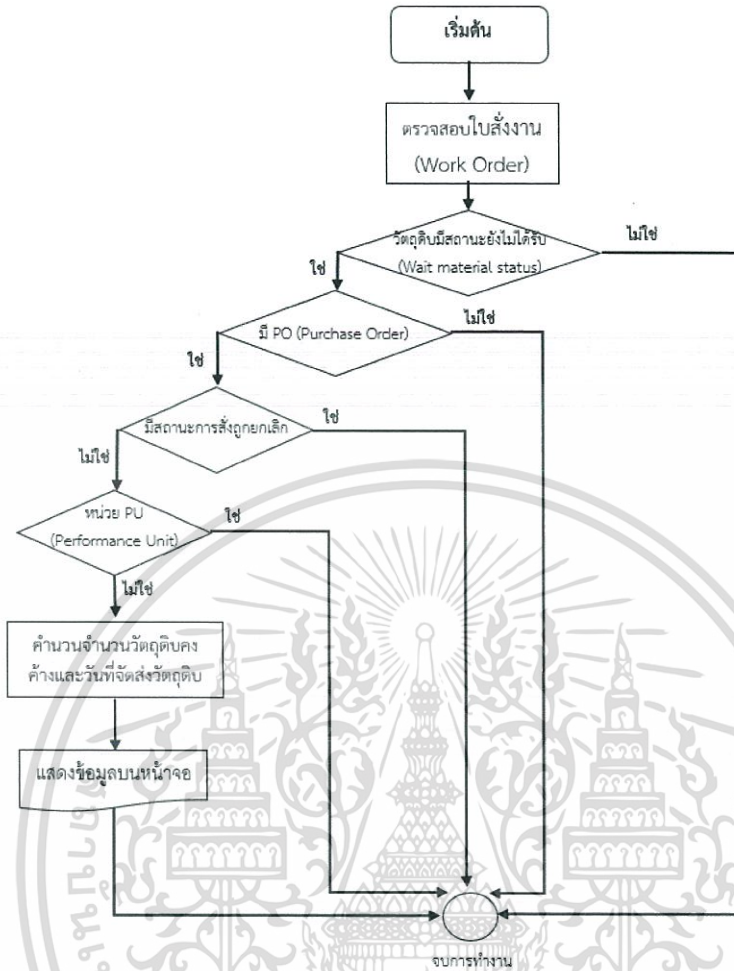 เริ่มต้น
ตรวจสอบใบสั่งงาน
(Work Order)
วัตถุดิบมีสถานะยังไม่ได้รับ
(Wait material status)
ไม่ใช่
ใช่
มี PO (Purchase Order)
ไม่ใช่
ใช่
มีสถานะการสั่งถูกยกเลิก
ใช่
ไม่ใช่
หน่วย PU
(Performance Unit)
ใช่
ไม่ใช่
คำนวนจำนวนวัตถุดิบคง
ค้างและวันที่จัดส่งวัตถุดิบ
แสดงข้อมูลบนหน้าจอ
จบการทำงาน